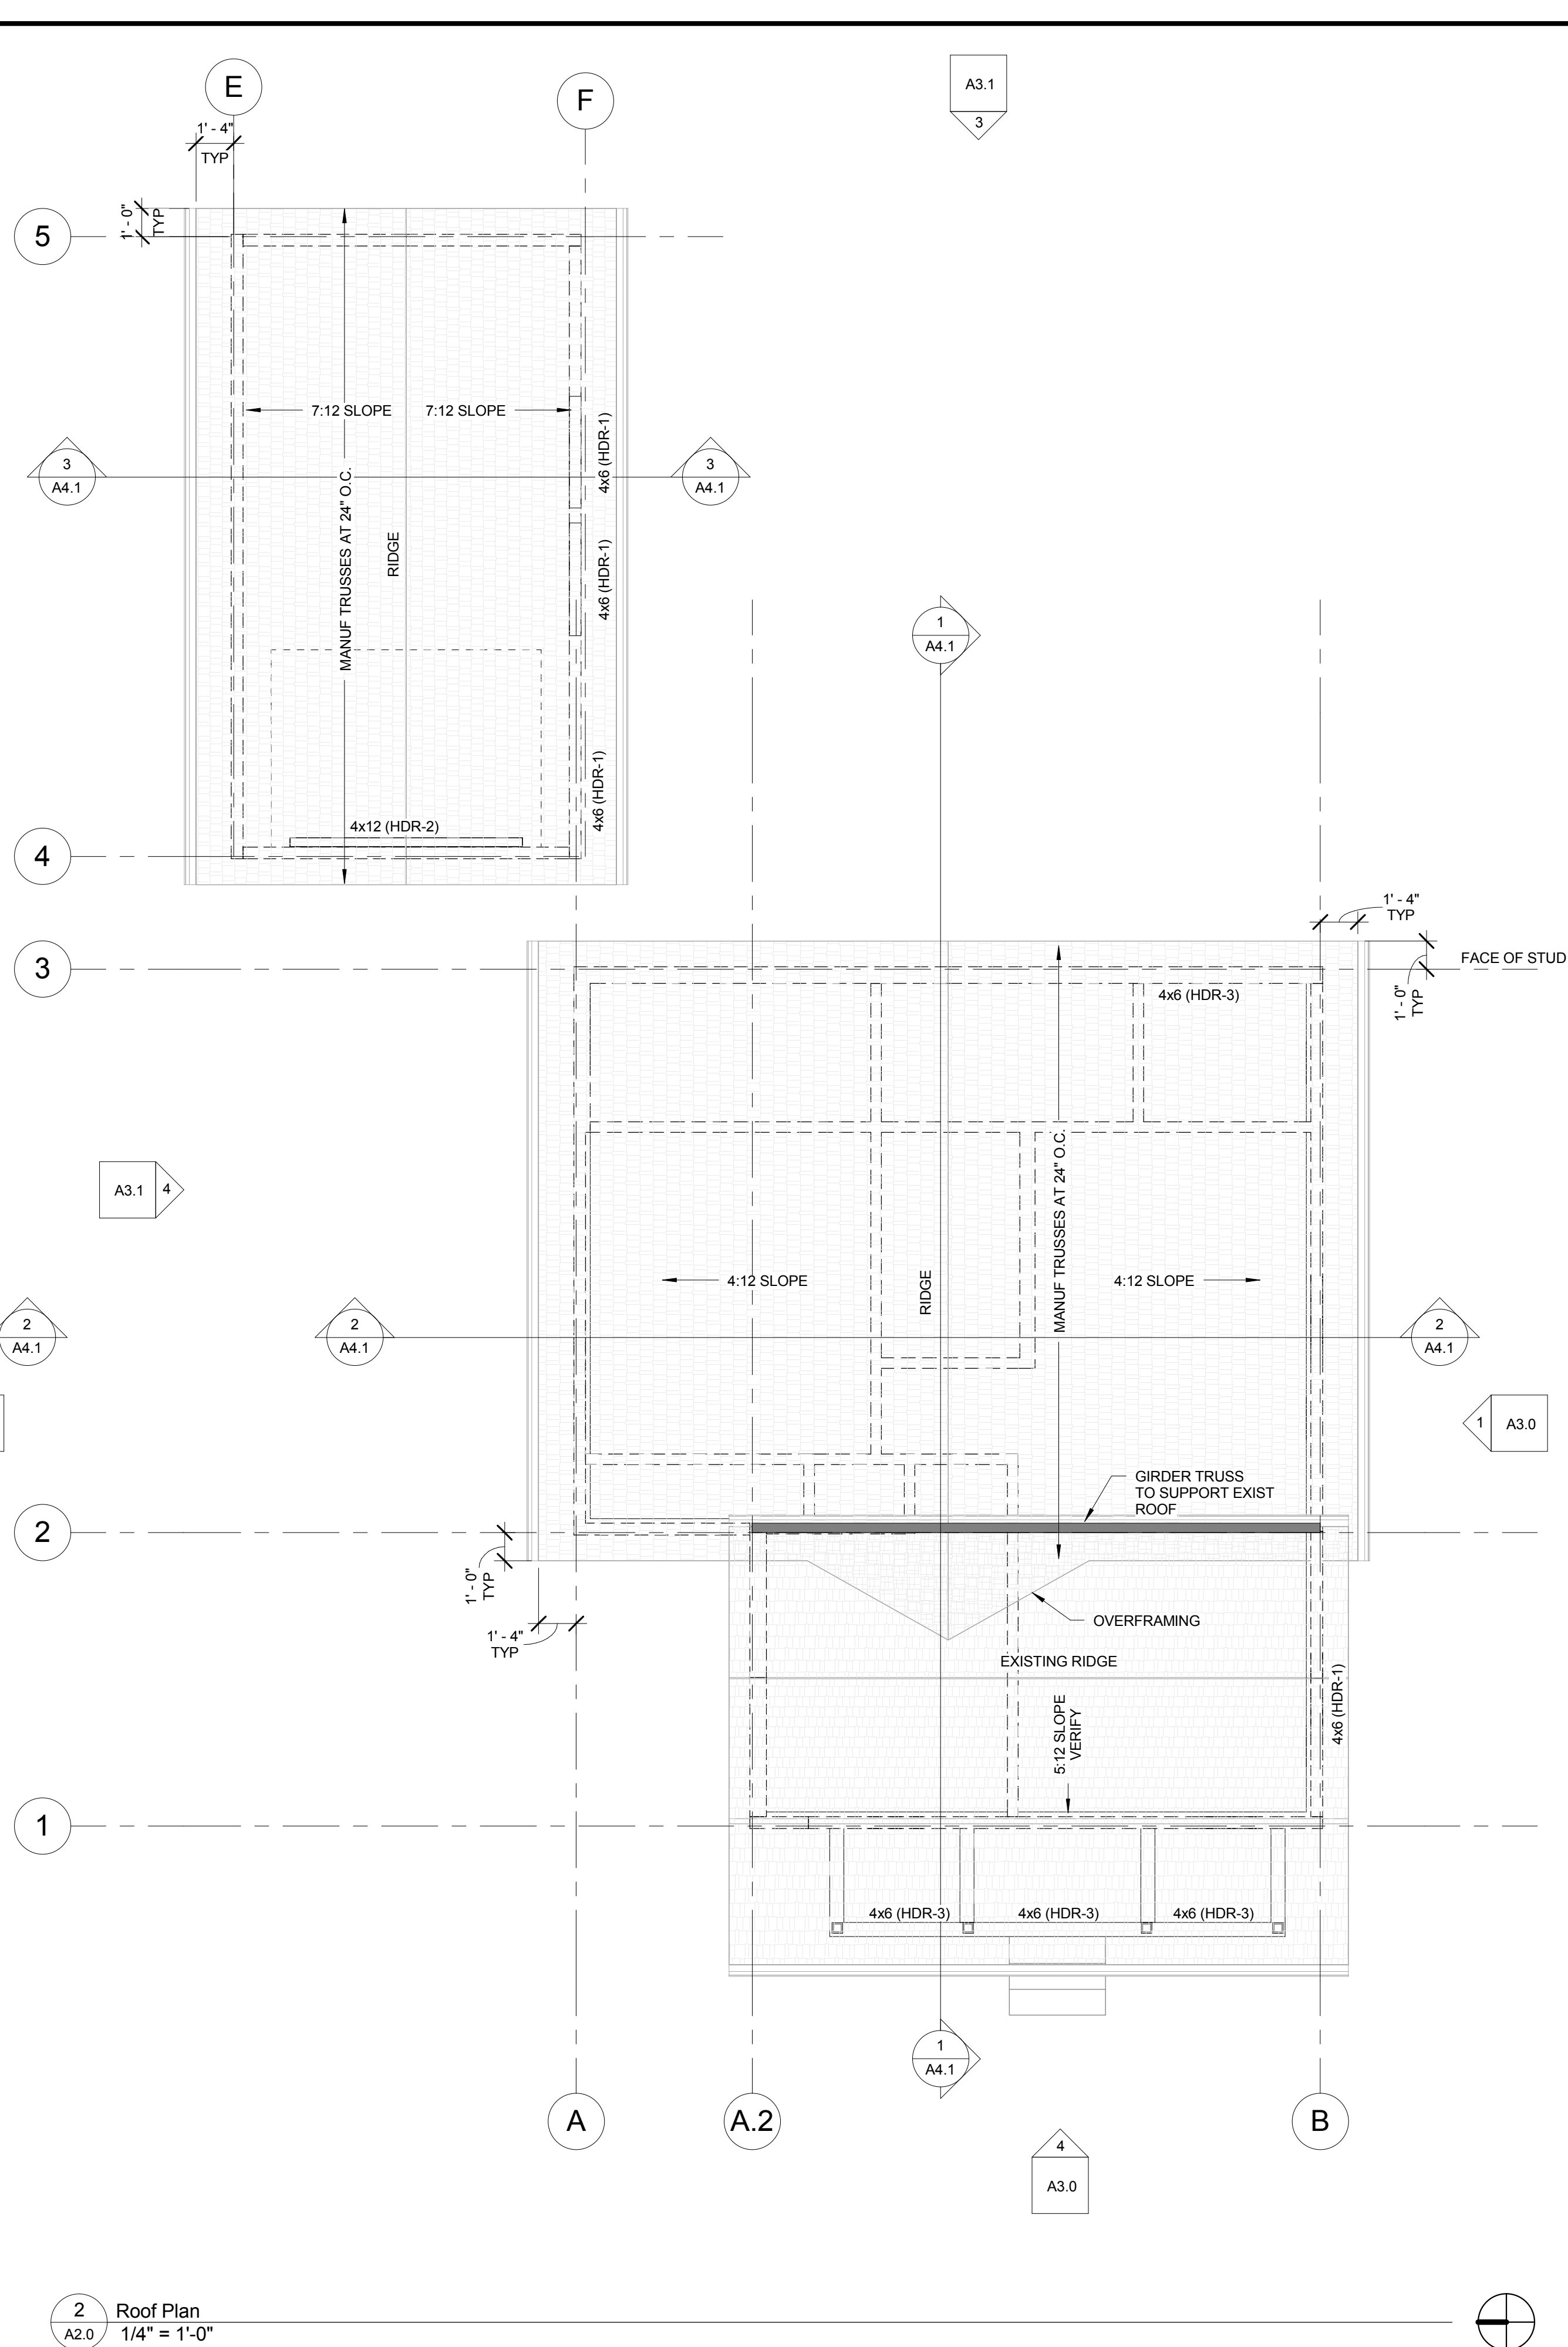 E
F
A3.1
3
1' - 4"
TYP
1' - 0"
TYP
5
7:12 SLOPE
7:12 SLOPE
4x6 (HDR-1)
3
A4.1
3
A4.1
MANUF TRUSSES AT 24" O.C.
RIDGE
4x6 (HDR-1)
1
A4.1
4x6 (HDR-1)
4x12 (HDR-2)
4
1' - 4"
TYP
3
FACE OF STUD
1' - 0"
TYP
4x6 (HDR-3)
A3.1
4
MANUF TRUSSES AT 24" O.C.
4:12 SLOPE
RIDGE
4:12 SLOPE
2
A4.1
2
A4.1
2
A4.1
1
A3.0
GIRDER TRUSS
TO SUPPORT EXIST
ROOF
2
1' - 0"
TYP
1' - 4"
TYP
OVERFRAMING
EXISTING RIDGE
5:12 SLOPE
VERIFY
4x6 (HDR-1)
1
4x6 (HDR-3)
4x6 (HDR-3)
4x6 (HDR-3)
1
A4.1
A
A.2
B
4
A3.0
2
A2.0
Roof Plan
1/4" = 1'-0"